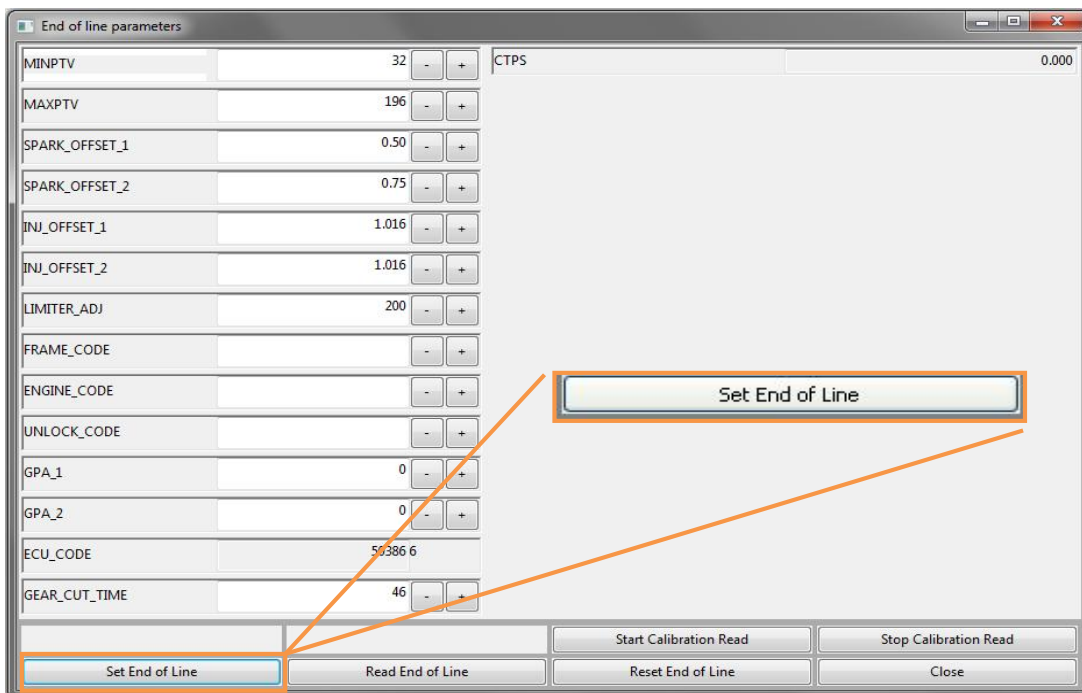 End of line parameters
MINPTV 32 - + CTPS 0.000
MAXPTV 196 - +
SPARK_OFFSET_1 0.50 - +
SPARK_OFFSET_2 0.75 - +
INJ_OFFSET_1 1.016 - +
INJ_OFFSET_2 1.016 - +
LIMITER_ADJ 200 - +
FRAME_CODE - +
ENGINE_CODE - +
Set End of Line
UNLOCK_CODE - +
GPA_1 0 - +
GPA_2 0 - +
ECU_CODE
GEAR_CUT_TIME 46 - +
Start Calibration Read Stop Calibration Read
Set End of Line Read End of Line Reset End of Line Close